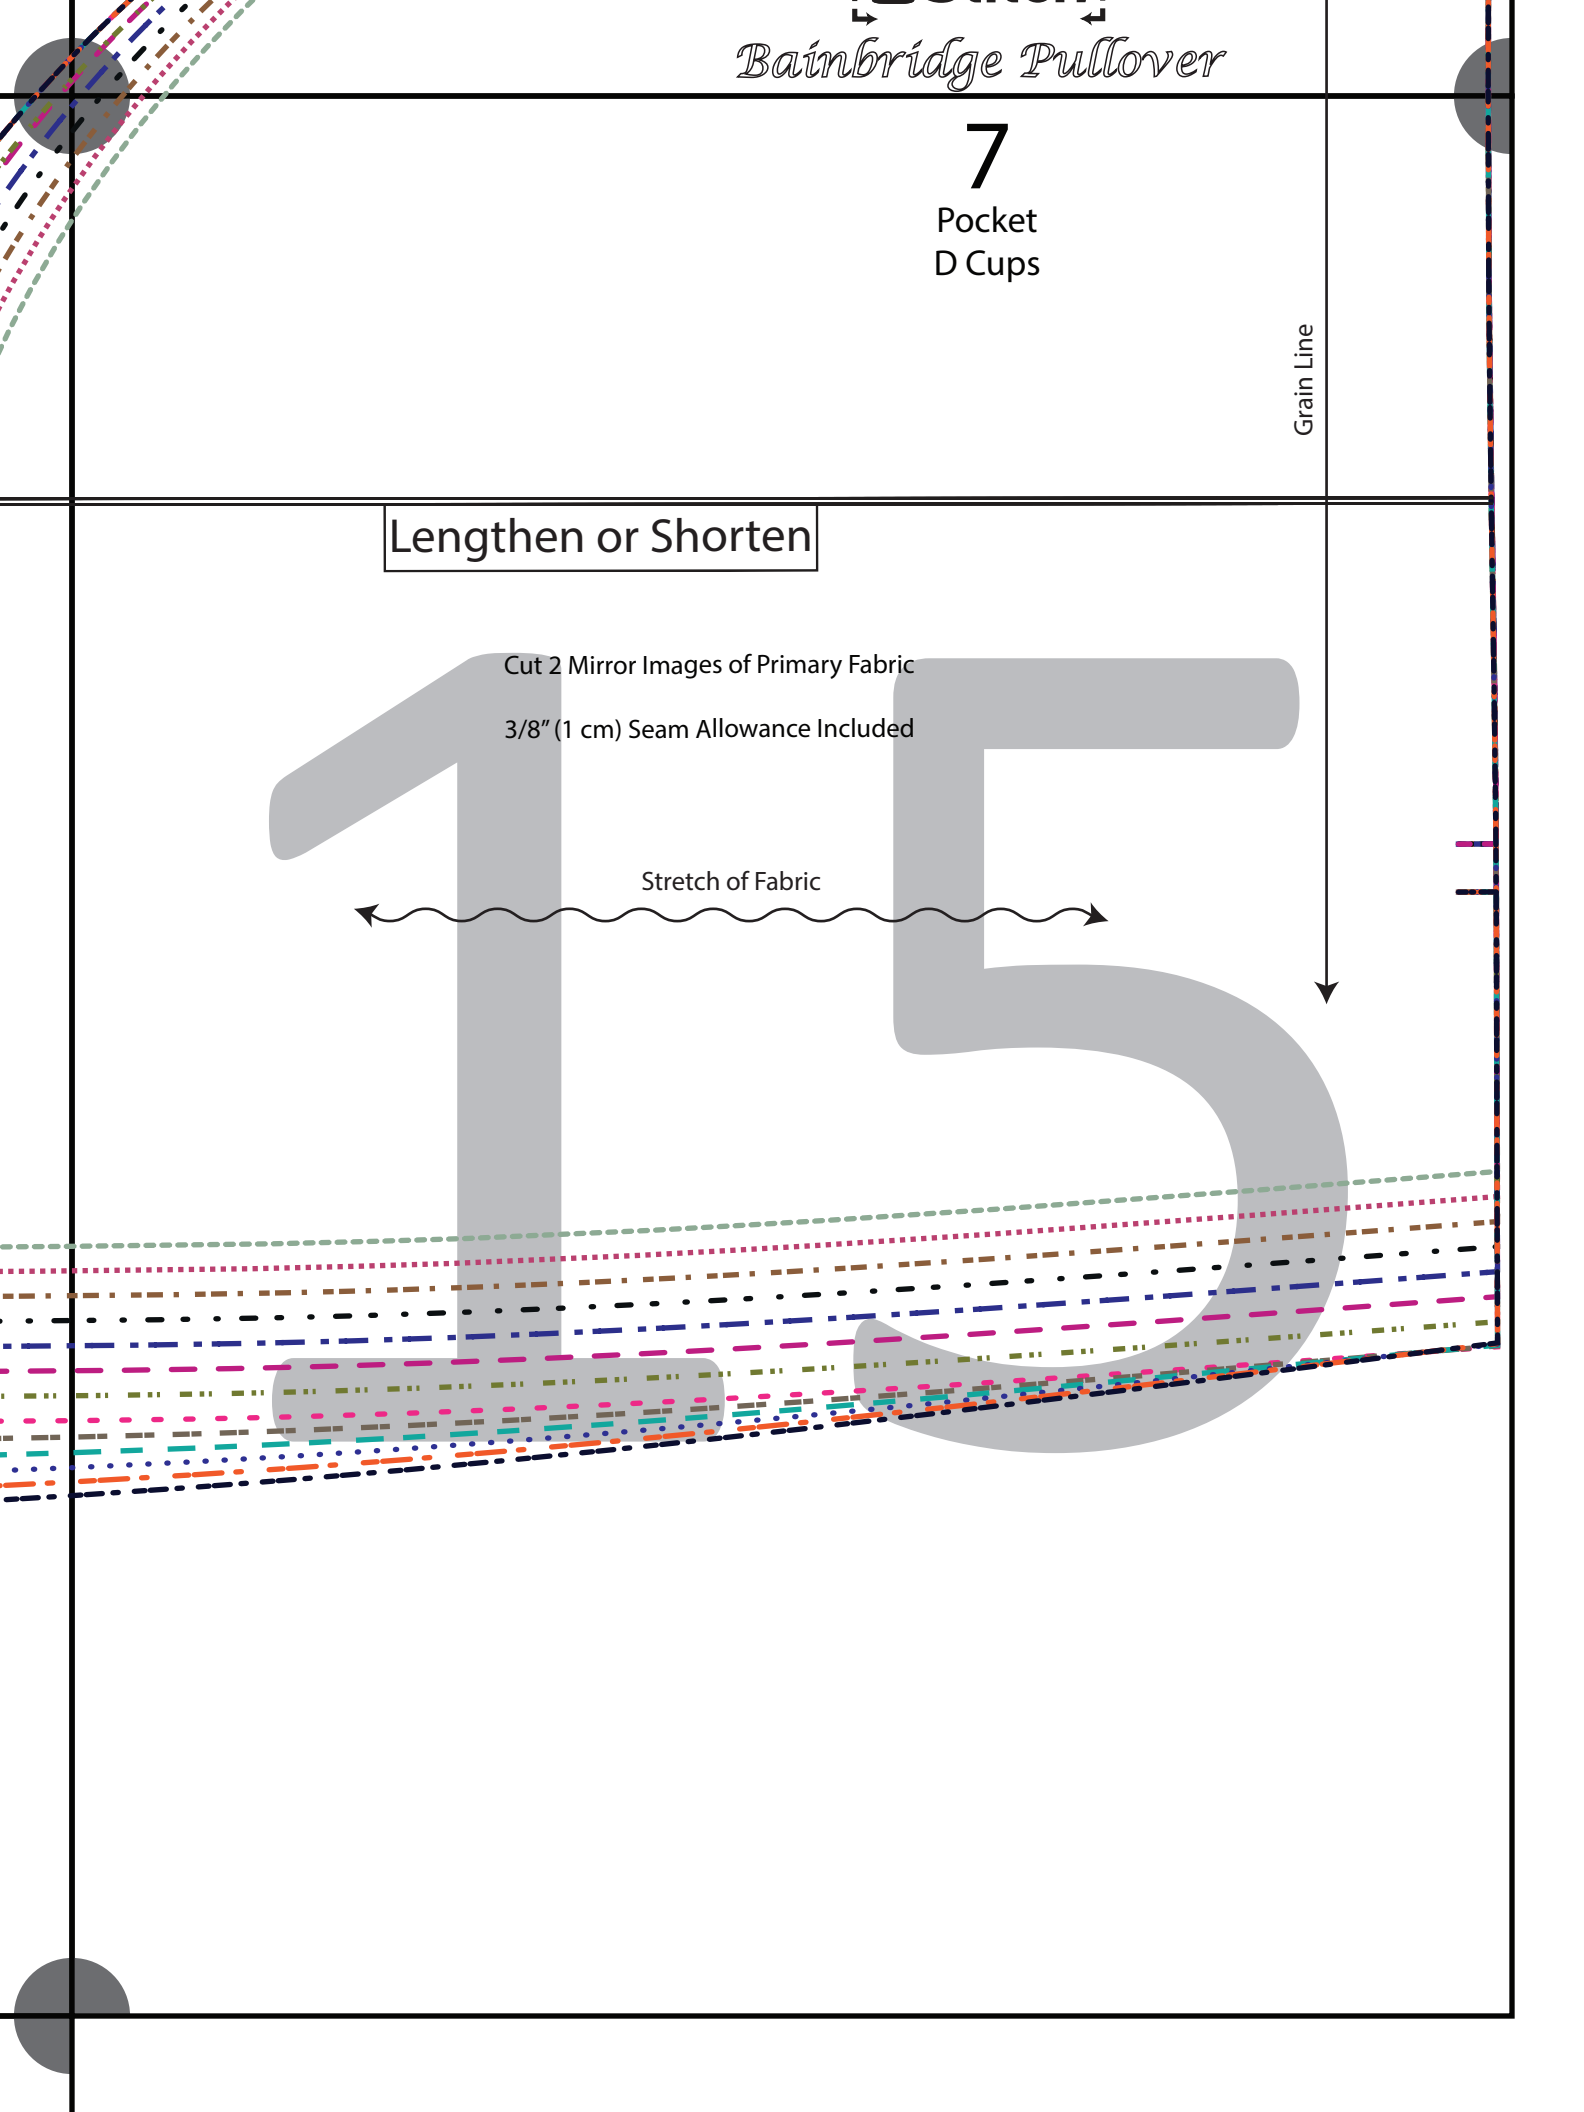 Bainbridge Pullover
7
Pocket
D Cups
Grain Line
Lengthen or Shorten
Cut 2 Mirror Images of Primary Fabric
3/8" (1 cm) Seam Allowance Included
Stretch of Fabric
15